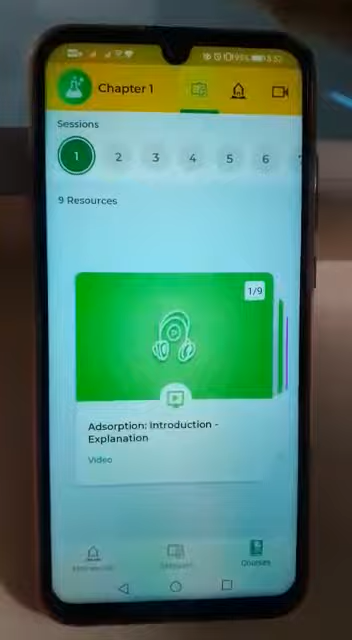 Chapter 1
Sessions
1 2 3 4 5 6
9 Resources
1/9
Adsorption: Introduction -
Explanation
Video
Courses